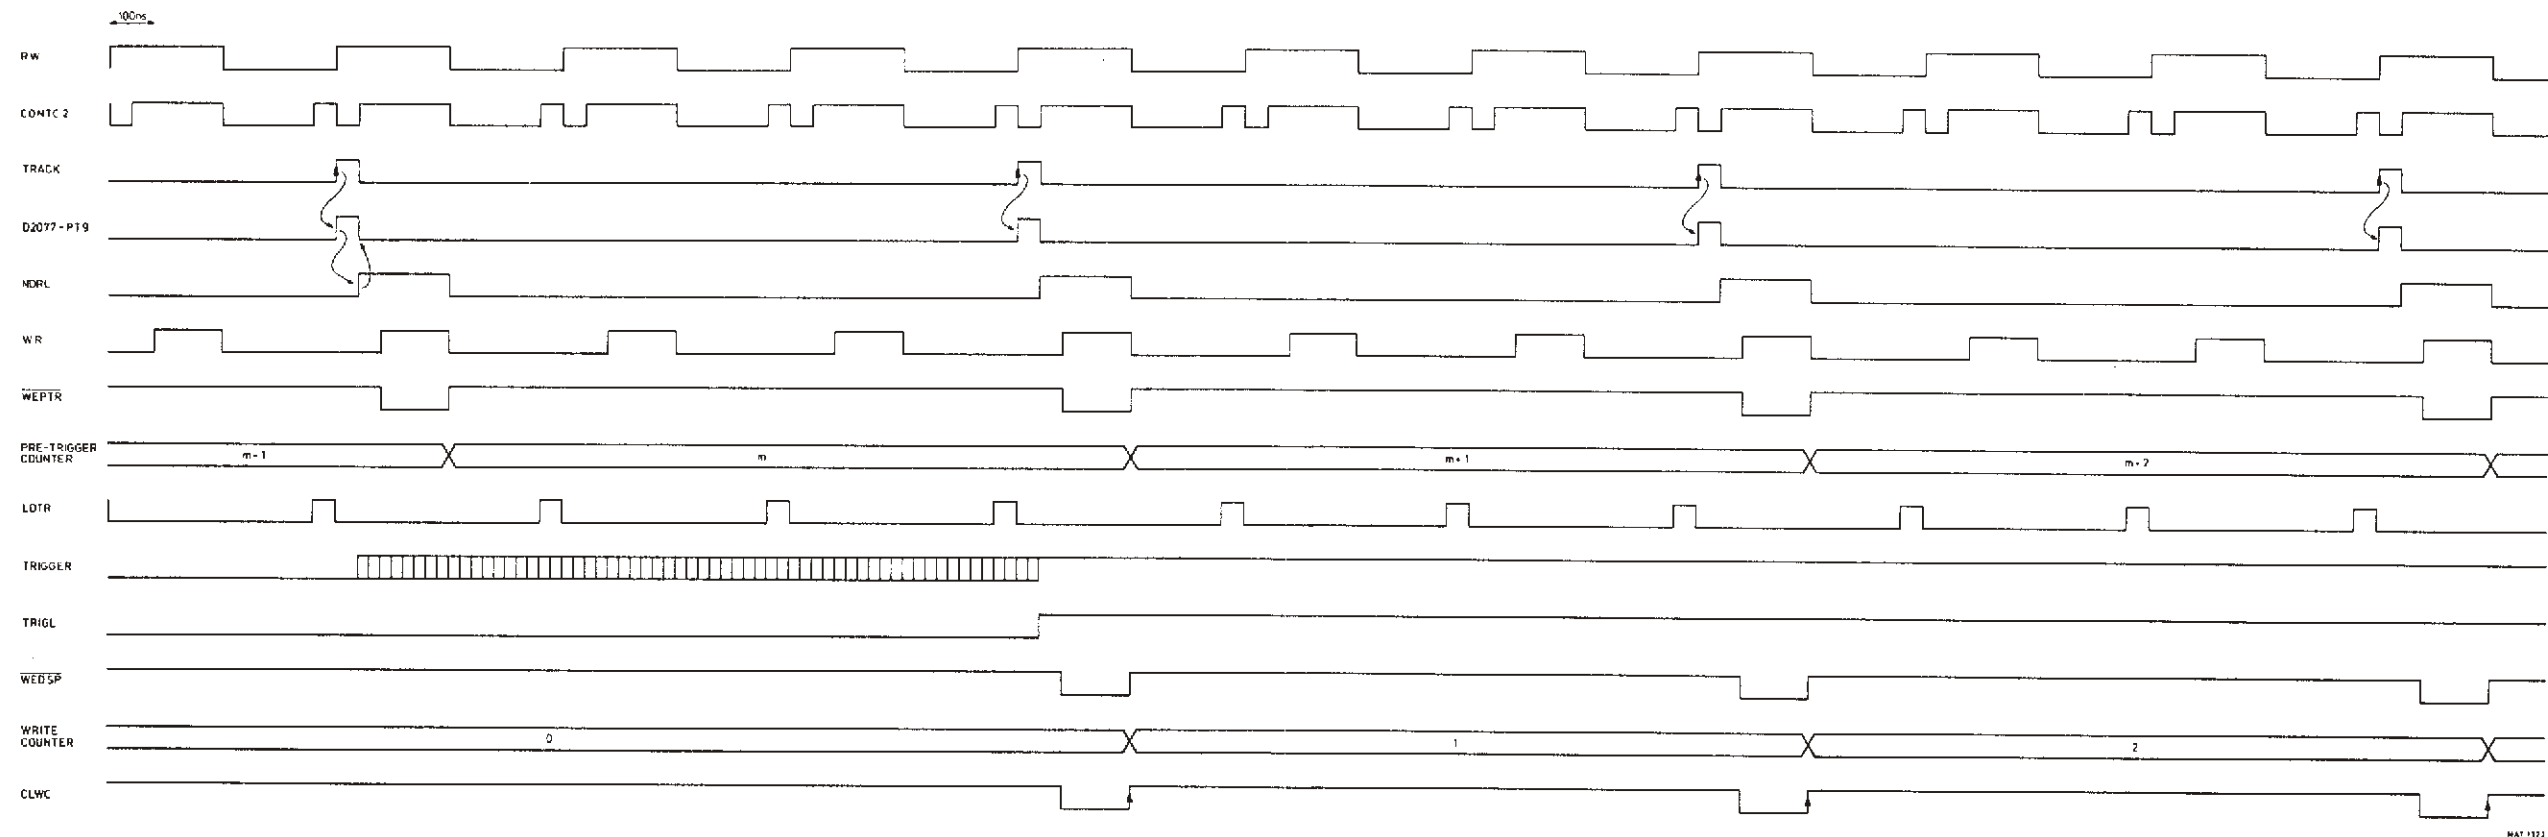 100ns
RW
CONTC 2
TRACK
D2077-PT9
NDRL
WR
WEPTR
PRE-TRIGGER
COUNTER
m-1
m
m+1
m+2
LDTR
TRIGGER
TRIGL
WEDSP
WRITE
COUNTER
0
1
2
CLWC